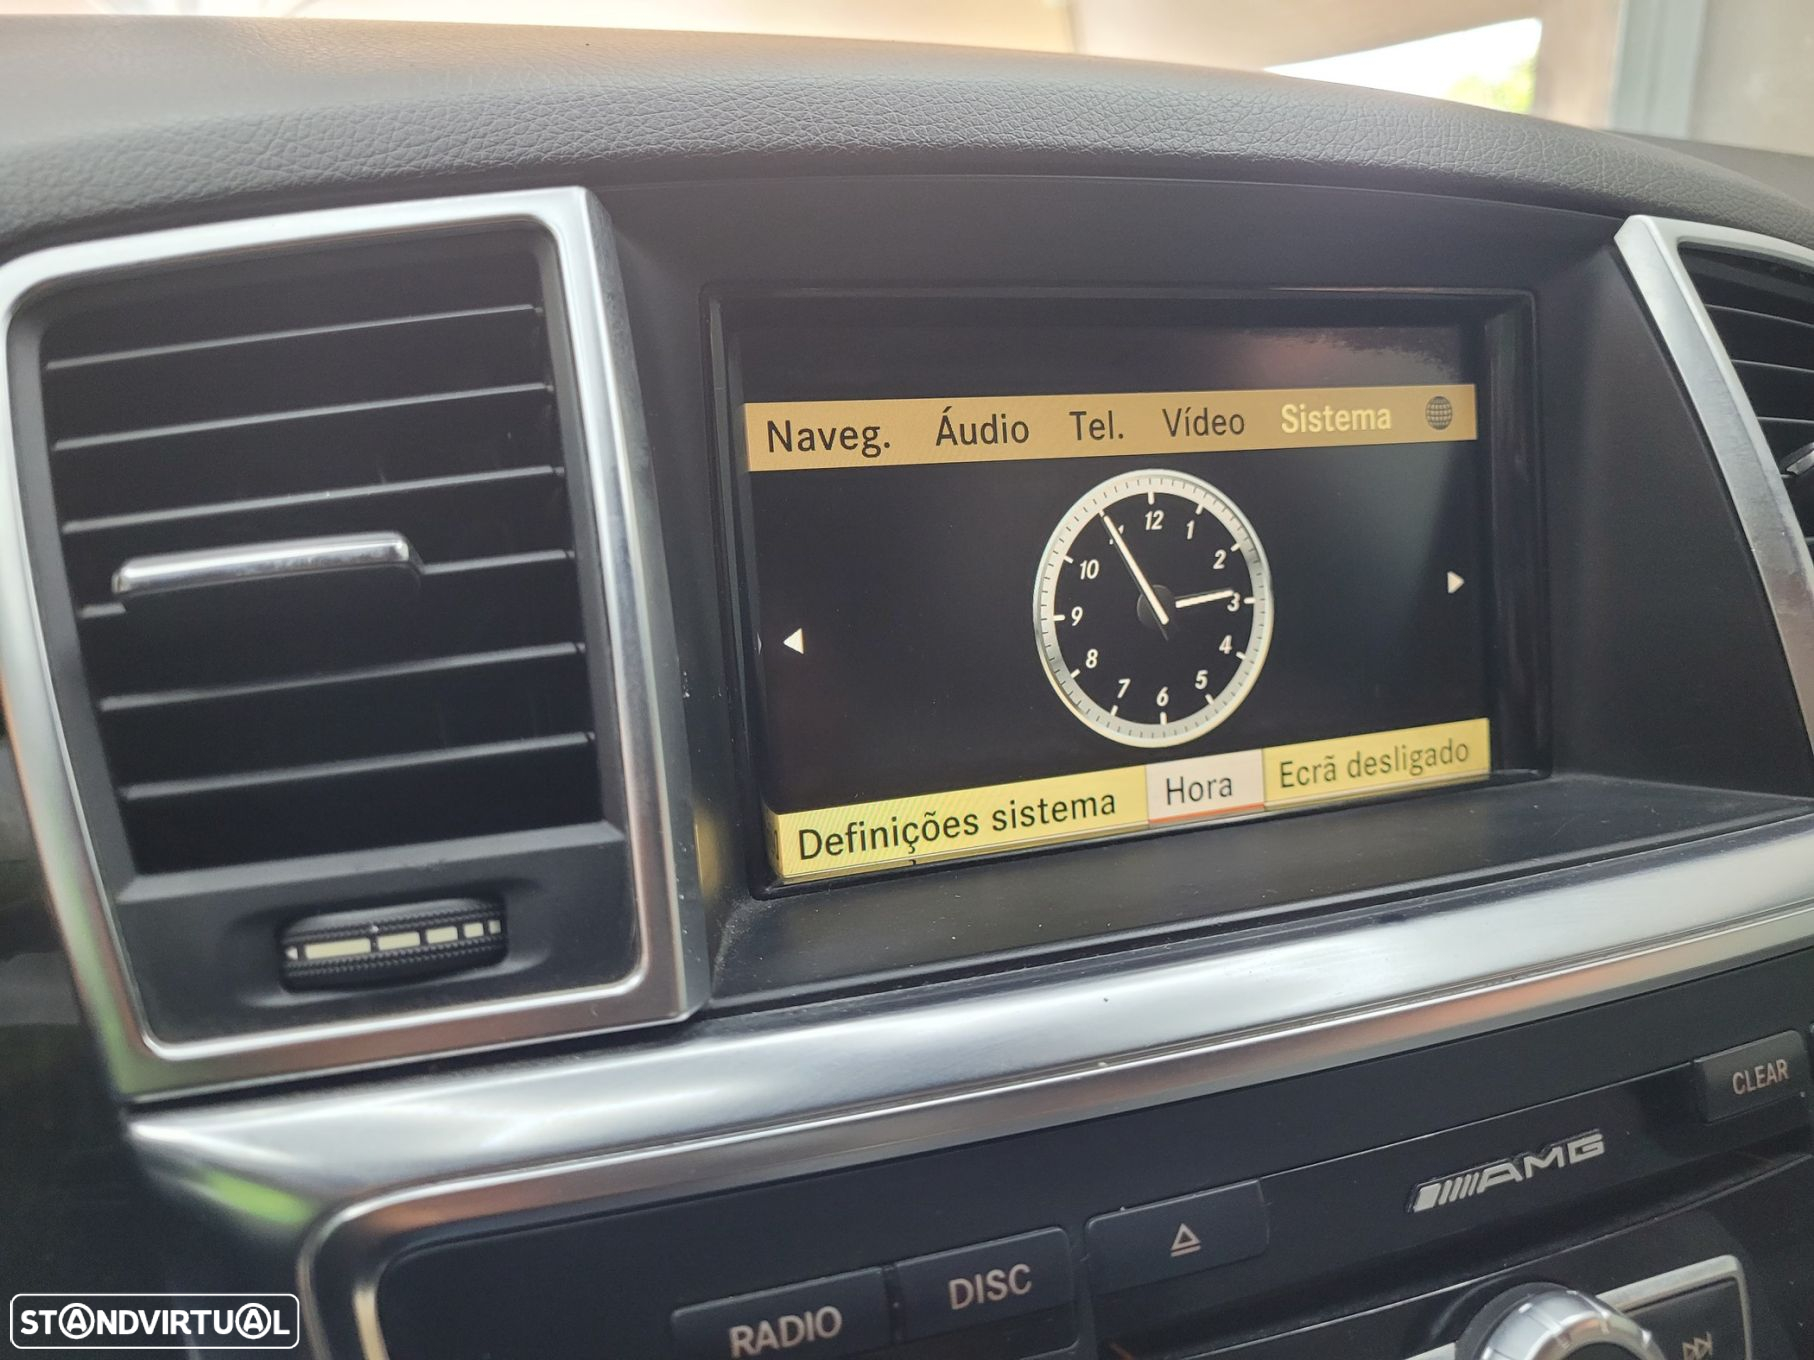 Naveg. Áudio Tel. Vídeo Sistema
12
1
2
3
4
5
6
7
8
9
10
Definições sistema Hora Ecrã desligado
CLEAR
AMG
RADIO DISC
STANDVIRTUAL